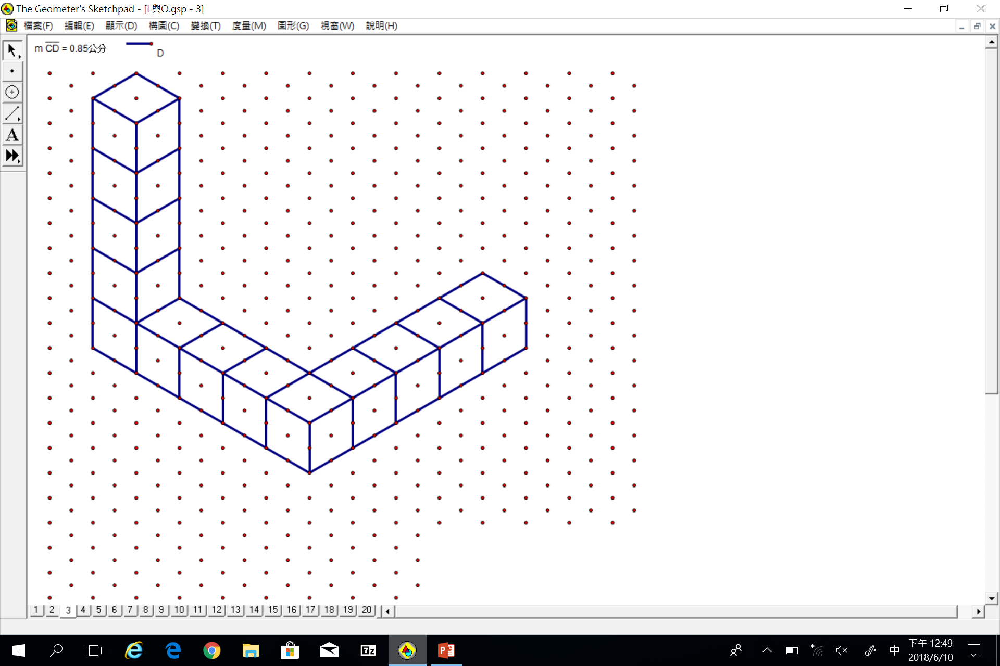 The Geometer's Sketchpad - [L與O.gsp - 3]
檔案(F) 編輯(E) 顯示(D) 構圖(C) 變換(T) 度量(M) 圖形(G) 視窗(W) 說明(H)
m CD = 0.85公分
D
A
1 2 3 4 5 6 7 8 9 10 11 12 13 14 15 16 17 18 19 20
7z
P
中
下午 12:49
2018/6/10